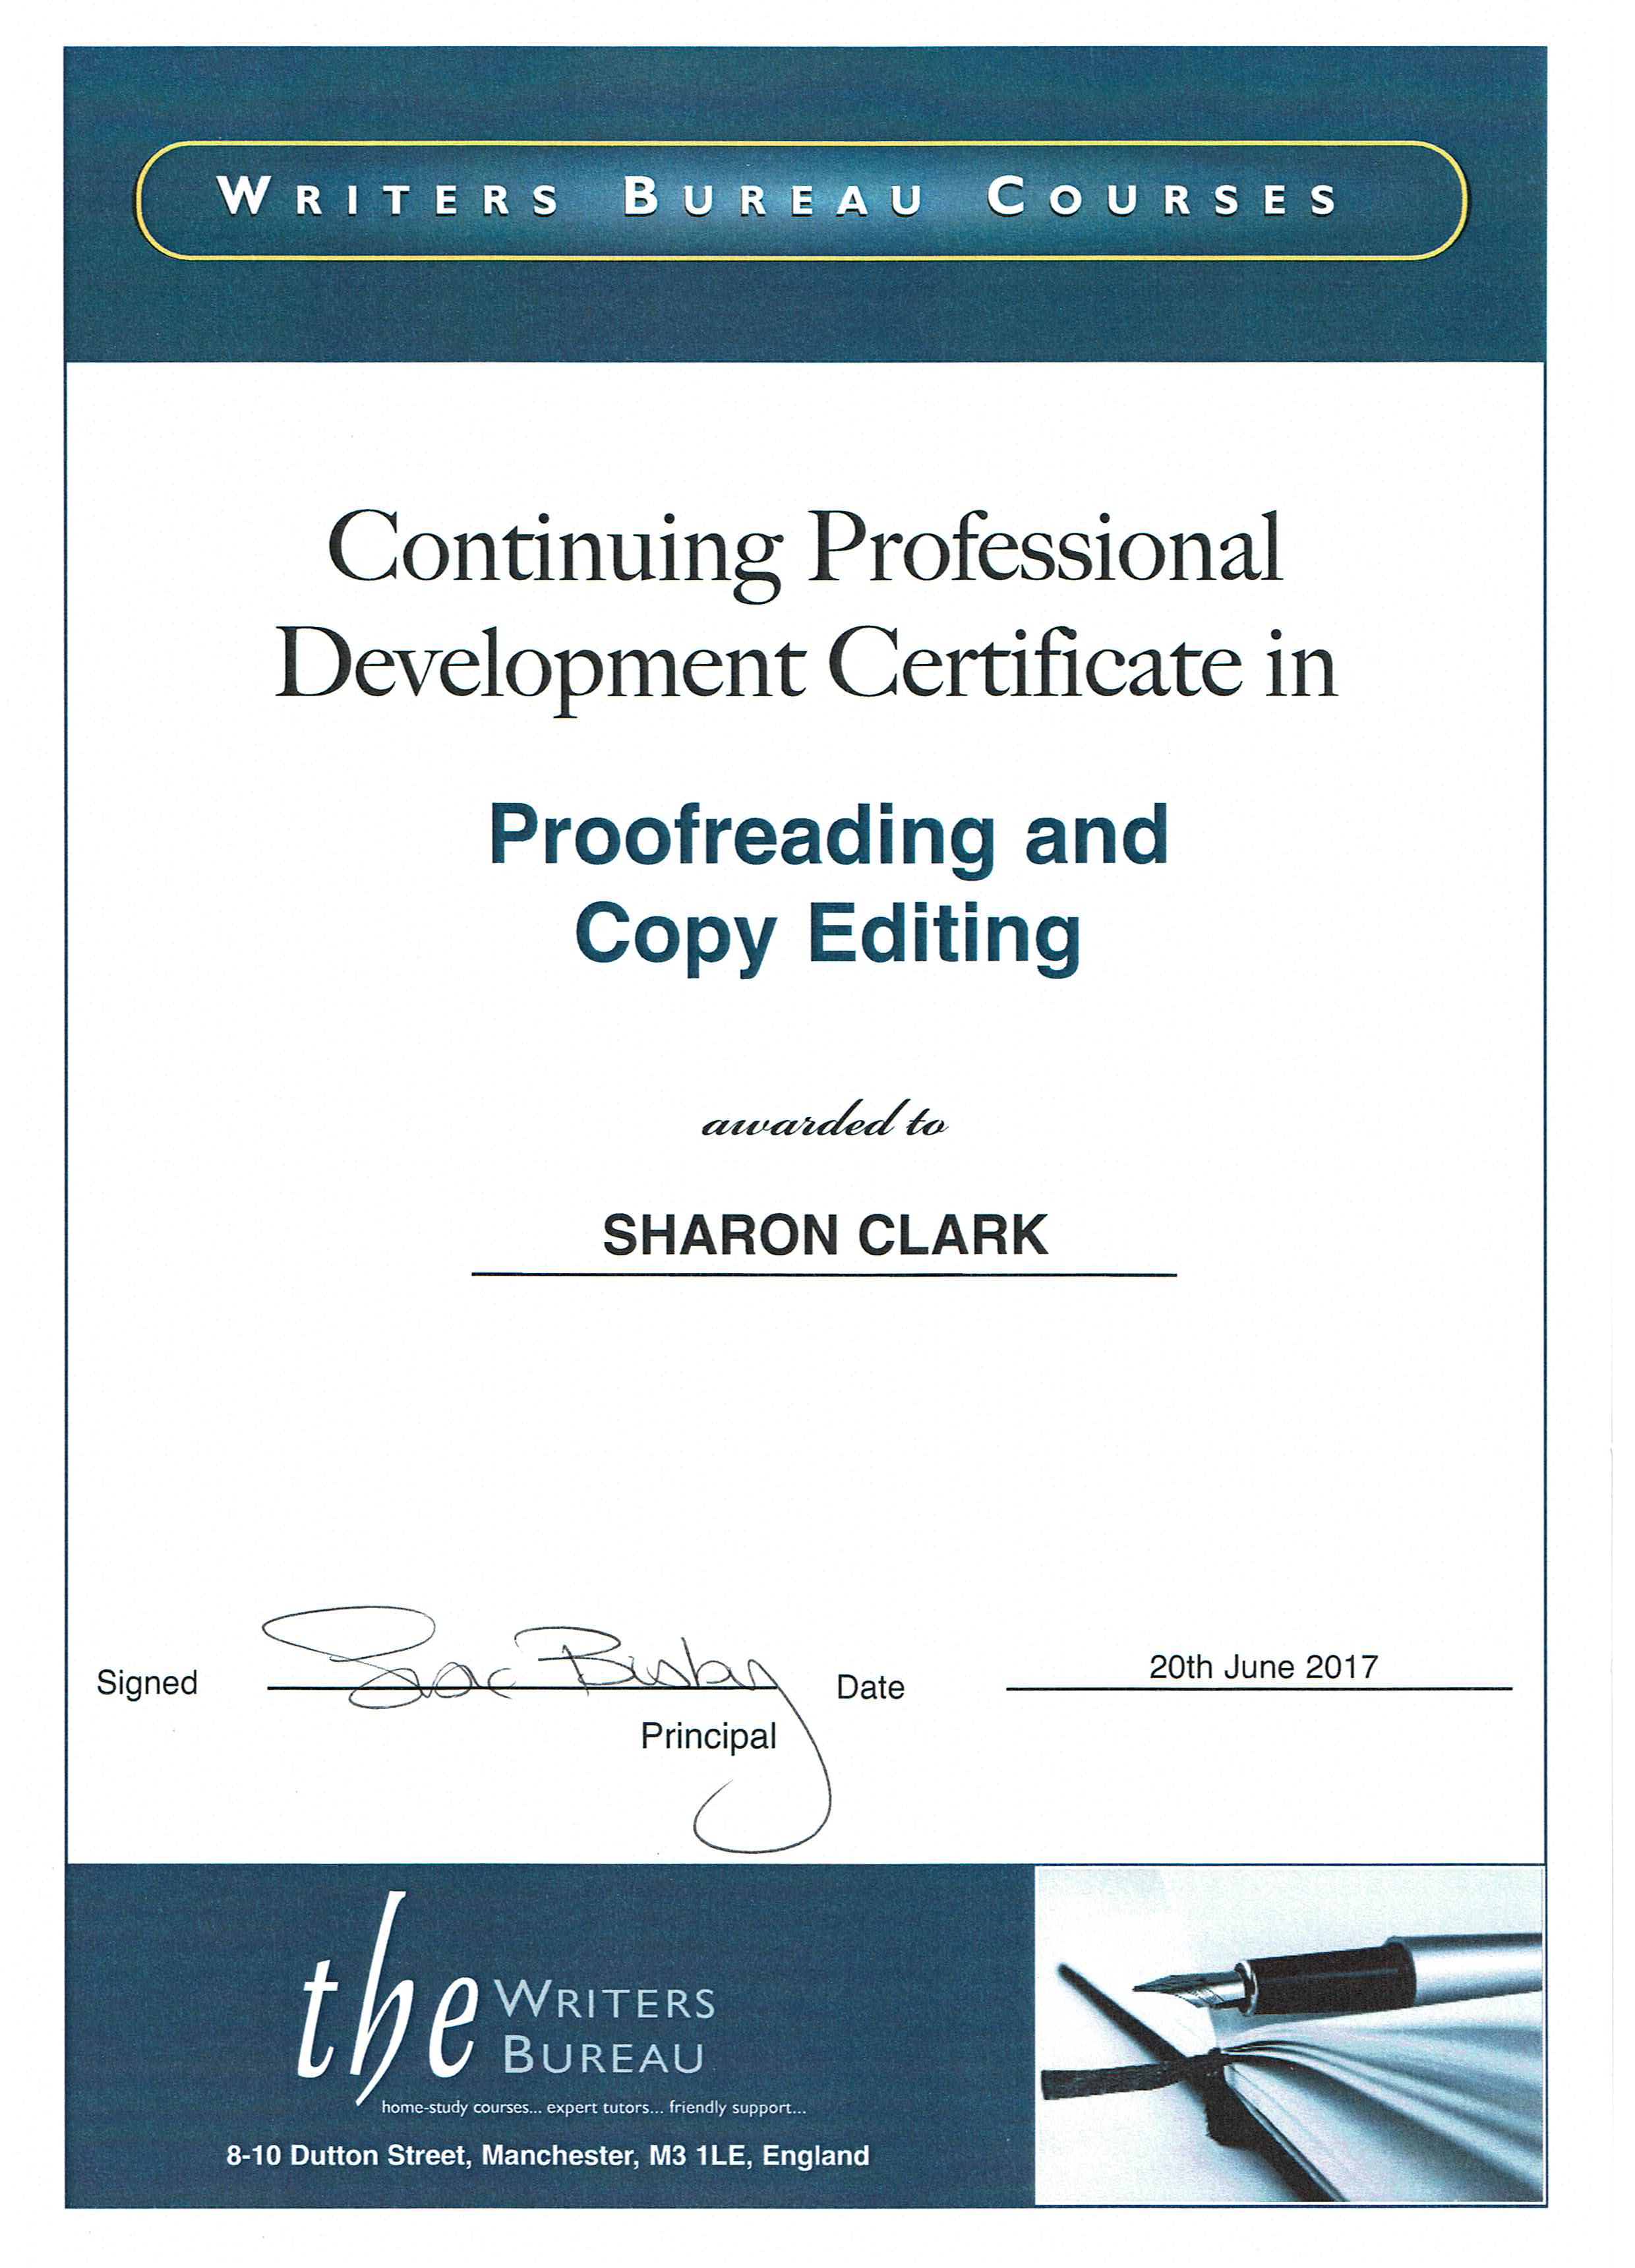 WRITERS BUREAU COURSES
Continuing Professional
Development Certificate in
Proofreading and
Copy Editing
awarded to
SHARON CLARK
Signed
Date
20th June 2017
Principal
the WRITERS
BUREAU
home-study courses... expert tutors... friendly support...
8-10 Dutton Street, Manchester, M3 1LE, England